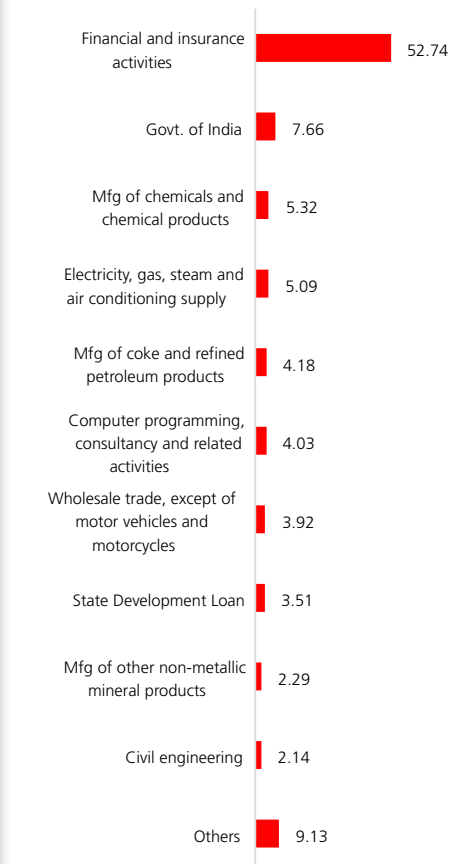 Financial and insurance
activities
52.74
Govt. of India
7.66
Mfg of chemicals and
chemical products
5.32
Electricity, gas, steam and
air conditioning supply
5.09
Mfg of coke and refined
petroleum products
4.18
Computer programming,
consultancy and related
activities
4.03
Wholesale trade, except of
motor vehicles and
motorcycles
3.92
State Development Loan
3.51
Mfg of other non-metallic
mineral products
2.29
Civil engineering
2.14
Others
9.13